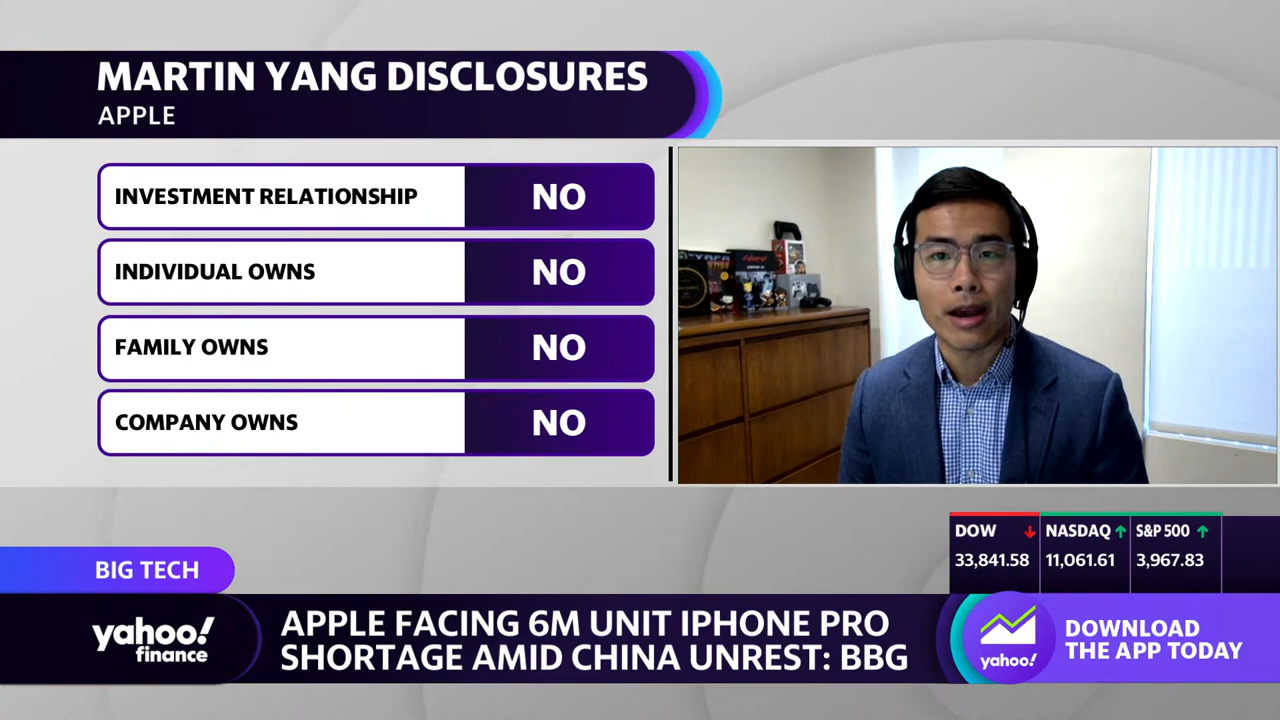 MARTIN YANG DISCLOSURES
APPLE
INVESTMENT RELATIONSHIP NO
INDIVIDUAL OWNS NO
FAMILY OWNS NO
COMPANY OWNS NO
DOW NASDAQ S&P 500
33,841.58 11,061.61 3,967.83
BIG TECH
yahoo!
finance
APPLE FACING 6M UNIT IPHONE PRO
SHORTAGE AMID CHINA UNREST: BBG
yahoo!
DOWNLOAD
THE APP TODAY